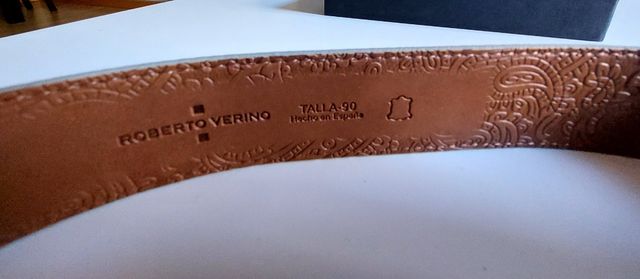 ROBERTO VERINO
TALLA-90
Hecho en España